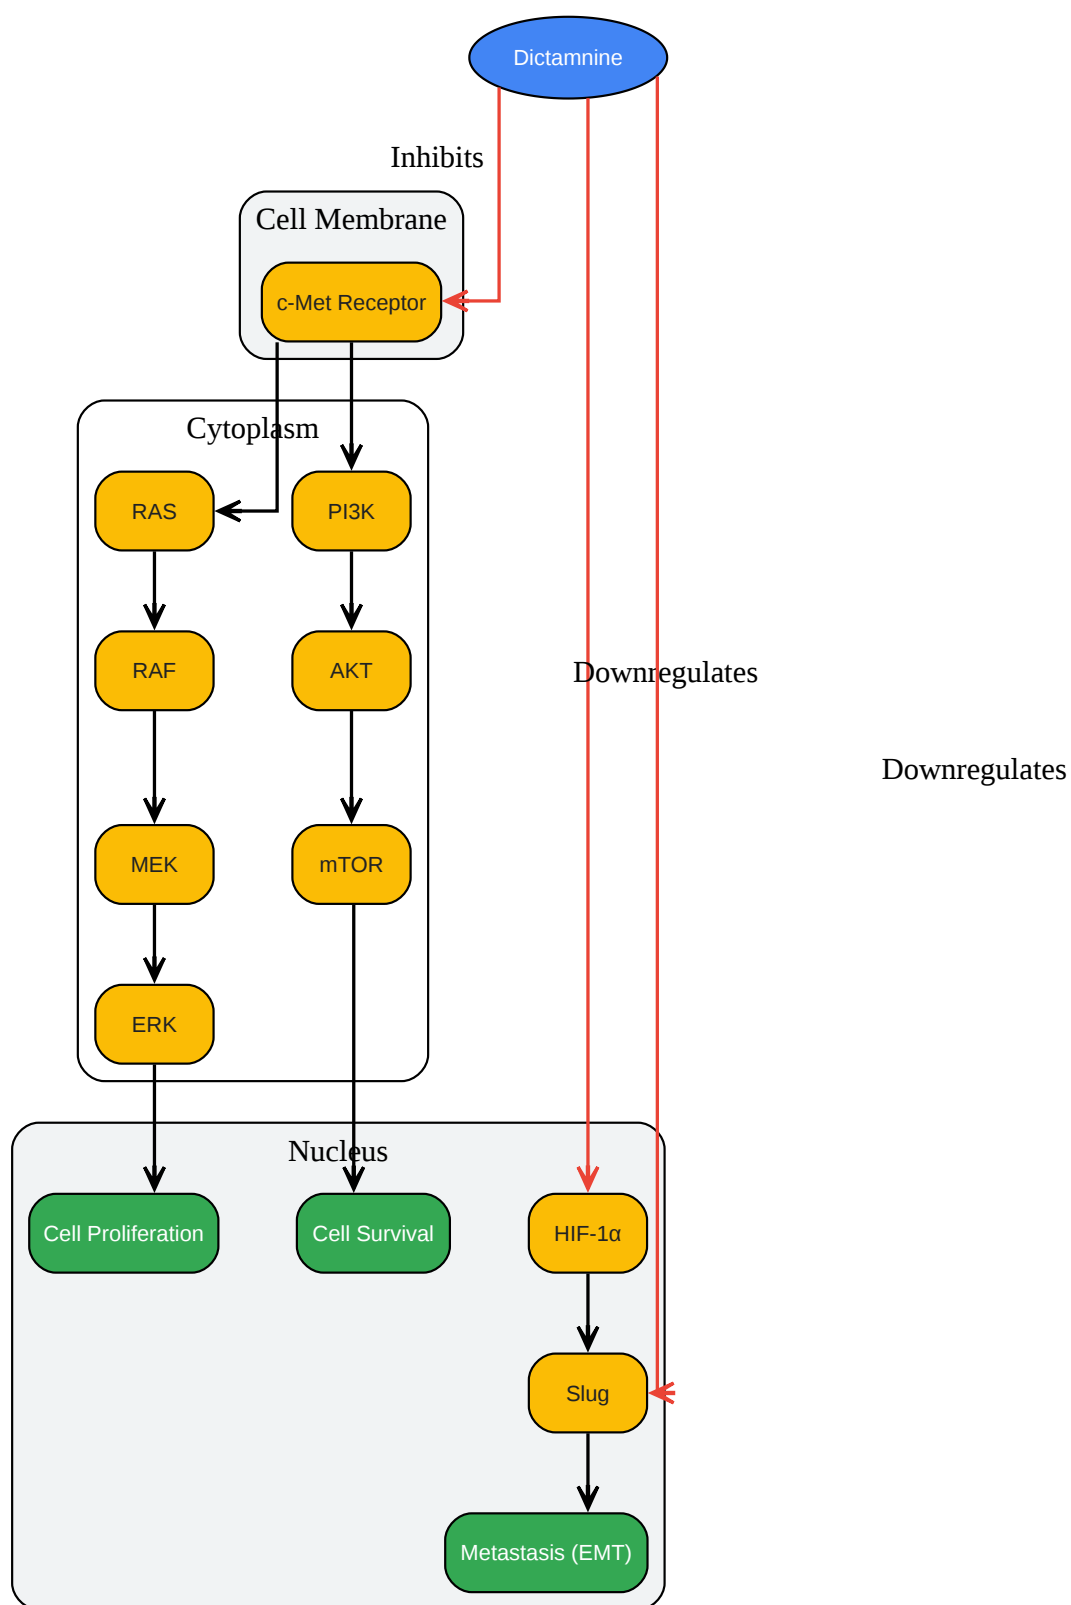 Dictamnine
Inhibits
Cell Membrane
c-Met Receptor
Cytoplasm
RAS
PI3K
RAF
AKT
Downregulates
Downregulates
MEK
mTOR
ERK
Nucleus
Cell Proliferation
Cell Survival
HIF-1α
Slug
Metastasis (EMT)